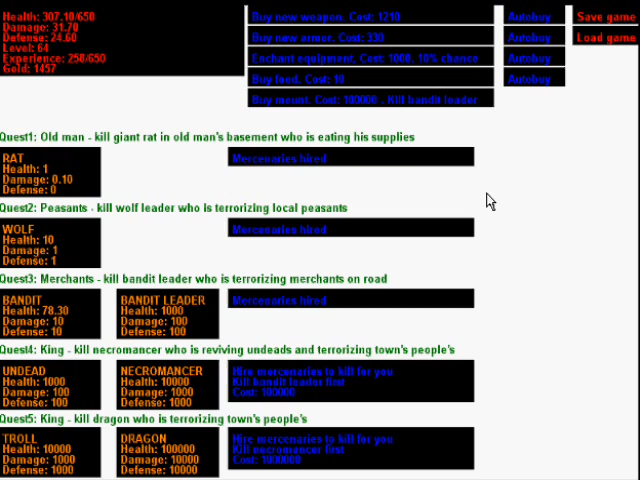 Health: 307.10/650
Damage: 31.70
Defense: 24.60
Level: 64
Experience: 258/650
Gold: 1457
Buy new weapon. Cost: 1210
Autobuy
Save game
Buy new armor. Cost: 330
Autobuy
Load game
Enchant equipment. Cost: 1000, 10% chance
Autobuy
Buy food. Cost: 10
Autobuy
Buy mount. Cost: 100000 . Kill bandit leader
Quest1: Old man - kill giant rat in old man's basement who is eating his supplies
RAT
Health: 1
Damage: 0.10
Defense: 0
Mercenaries hired
Quest2: Peasants - kill wolf leader who is terrorizing local peasants
WOLF
Health: 10
Damage: 1
Defense: 1
Mercenaries hired
Quest3: Merchants - kill bandit leader who is terrorizing merchants on road
BANDIT
Health: 78.30
Damage: 10
Defense: 10
BANDIT LEADER
Health: 1000
Damage: 100
Defense: 100
Mercenaries hired
Quest4: King - kill necromancer who is reviving undeads and terrorizing town's people's
UNDEAD
Health: 1000
Damage: 100
Defense: 100
NECROMANCER
Health: 10000
Damage: 1000
Defense: 1000
Hire mercenaries to kill for you
Kill bandit leader first
Cost: 100000
Quest5: King - kill dragon who is terrorizing town's people's
TROLL
Health: 10000
Damage: 1000
Defense: 1000
DRAGON
Health: 100000
Damage: 10000
Defense: 10000
Hire mercenaries to kill for you
Kill necromancer first
Cost: 1000000